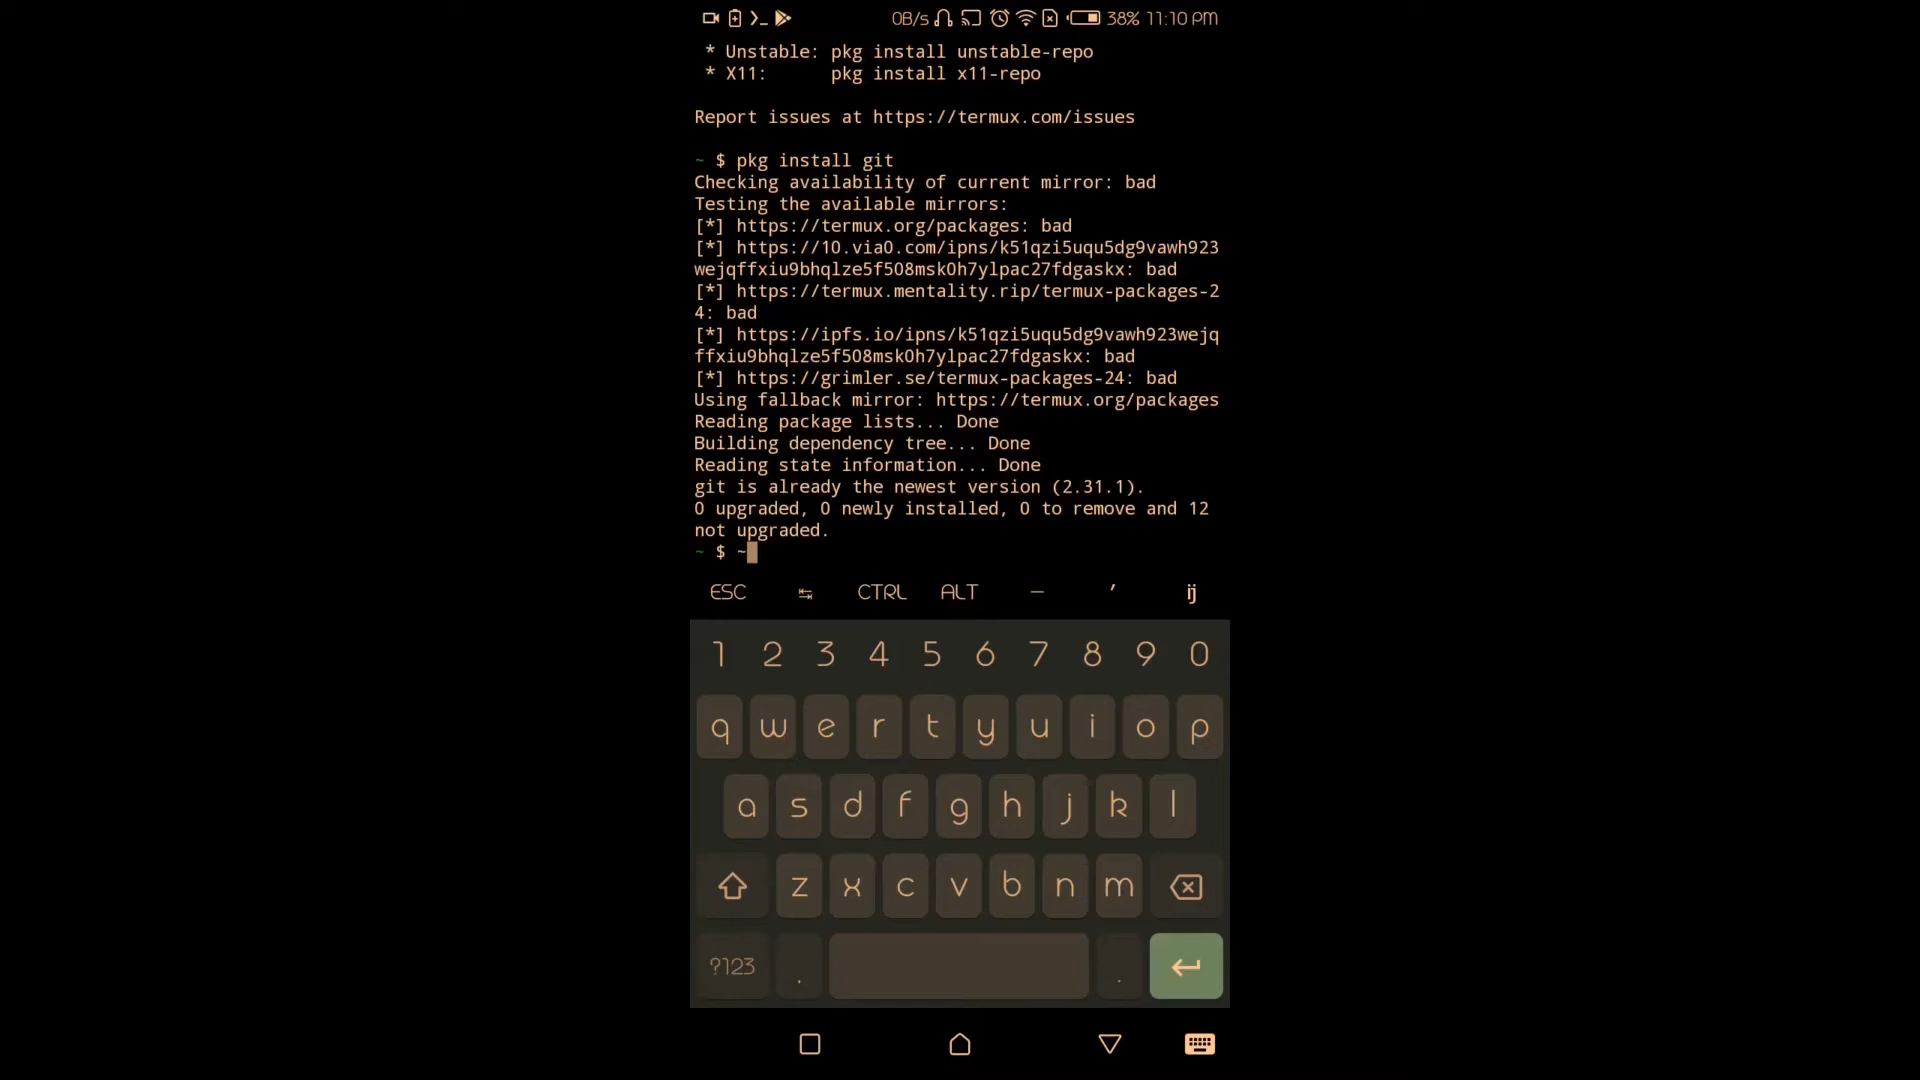 0B/s 38% 11:10 PM
* Unstable: pkg install unstable-repo
* X11: pkg install x11-repo
Report issues at https://termux.com/issues
~ $ pkg install git
Checking availability of current mirror: bad
Testing the available mirrors:
[*] https://termux.org/packages: bad
[*] https://10.via0.com/ipns/k51qzi5uqu5dg9vawh923
wejqffxiu9bhqlze5f508msk0h7ylpac27fdgaskx: bad
[*] https://termux.mentality.rip/termux-packages-2
4: bad
[*] https://ipfs.io/ipns/k51qzi5uqu5dg9vawh923wejq
ffxiu9bhqlze5f508msk0h7ylpac27fdgaskx: bad
[*] https://grimler.se/termux-packages-24: bad
Using fallback mirror: https://termux.org/packages
Reading package lists... Done
Building dependency tree... Done
Reading state information... Done
git is already the newest version (2.31.1).
0 upgraded, 0 newly installed, 0 to remove and 12
not upgraded.
~ $ ~
ESC ↹ CTRL ALT — ′ ij
1 2 3 4 5 6 7 8 9 0
q w e r t y u i o p
a s d f g h j k l
z x c v b n m
?123 . .